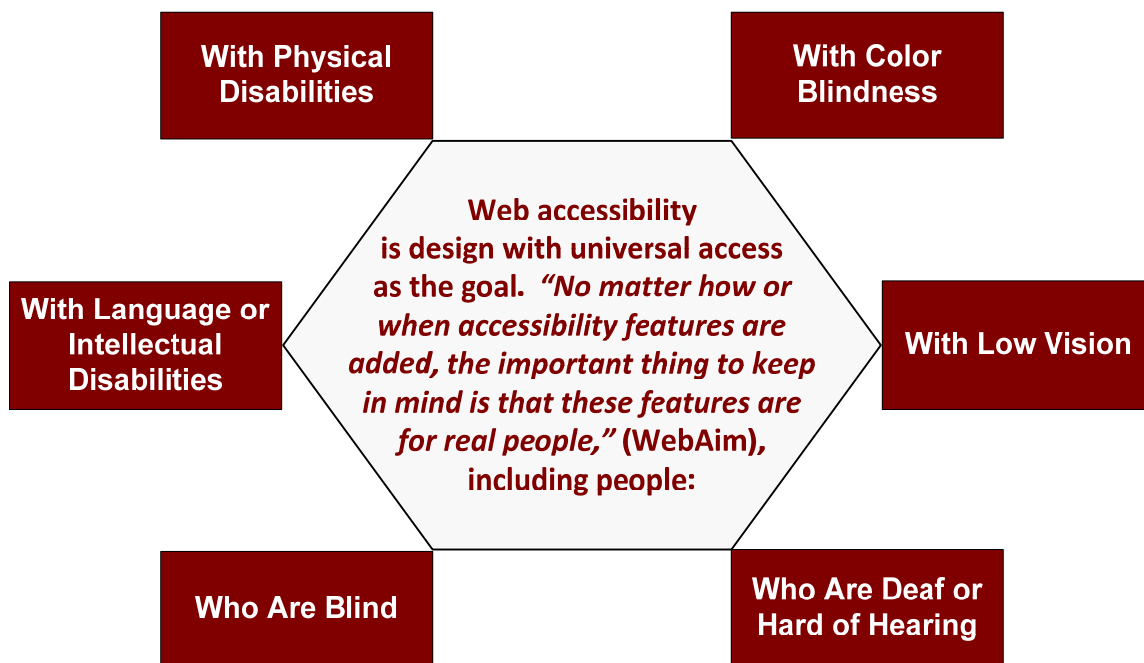 With Physical
Disabilities
With Color
Blindness
Web accessibility
is design with universal access
as the goal. “No matter how or
when accessibility features are
added, the important thing to keep
in mind is that these features are
for real people,” (WebAim),
including people:
With Language or
Intellectual
Disabilities
With Low Vision
Who Are Blind
Who Are Deaf or
Hard of Hearing